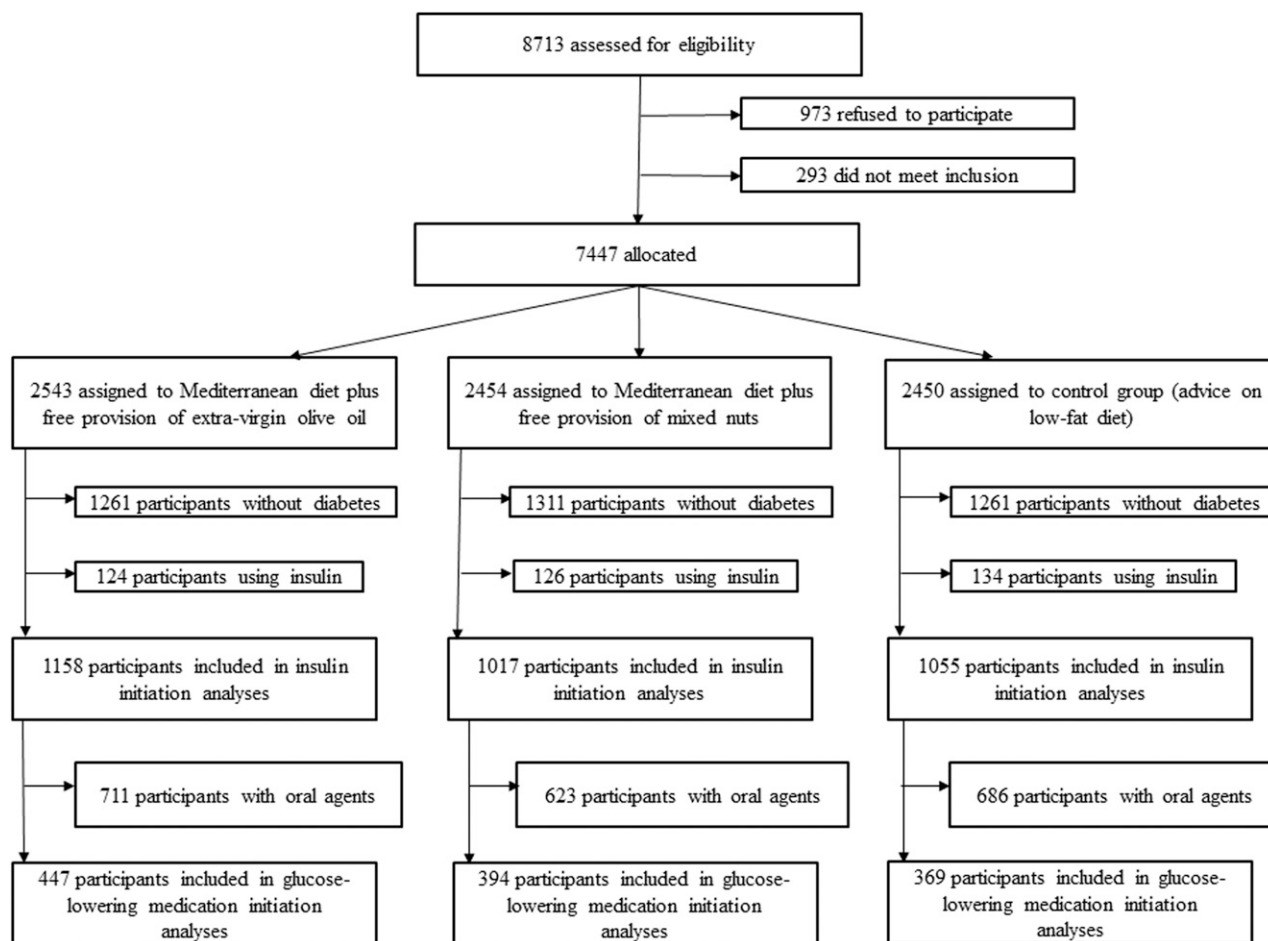 8713 assessed for eligibility
973 refused to participate
293 did not meet inclusion
7447 allocated
2543 assigned to Mediterranean diet plus
free provision of extra-virgin olive oil
2454 assigned to Mediterranean diet plus
free provision of mixed nuts
2450 assigned to control group (advice on
low-fat diet)
1261 participants without diabetes
1311 participants without diabetes
1261 participants without diabetes
124 participants using insulin
126 participants using insulin
134 participants using insulin
1158 participants included in insulin
initiation analyses
1017 participants included in insulin
initiation analyses
1055 participants included in insulin
initiation analyses
711 participants with oral agents
623 participants with oral agents
686 participants with oral agents
447 participants included in glucose-
lowering medication initiation
analyses
394 participants included in glucose-
lowering medication initiation
analyses
369 participants included in glucose-
lowering medication initiation
analyses